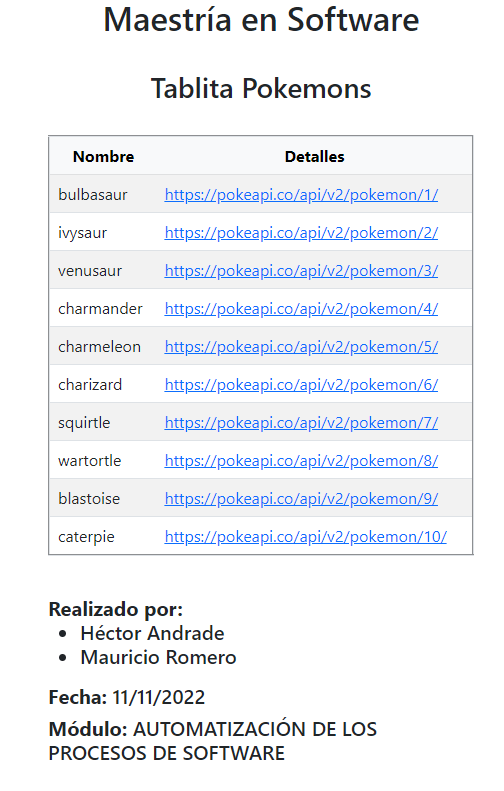 Maestría en Software
Tablita Pokemons
Nombre Detalles
bulbasaur https://pokeapi.co/api/v2/pokemon/1/
ivysaur https://pokeapi.co/api/v2/pokemon/2/
venusaur https://pokeapi.co/api/v2/pokemon/3/
charmander https://pokeapi.co/api/v2/pokemon/4/
charmeleon https://pokeapi.co/api/v2/pokemon/5/
charizard https://pokeapi.co/api/v2/pokemon/6/
squirtle https://pokeapi.co/api/v2/pokemon/7/
wartortle https://pokeapi.co/api/v2/pokemon/8/
blastoise https://pokeapi.co/api/v2/pokemon/9/
caterpie https://pokeapi.co/api/v2/pokemon/10/
Realizado por:
• Héctor Andrade
• Mauricio Romero
Fecha: 11/11/2022
Módulo: AUTOMATIZACIÓN DE LOS
PROCESOS DE SOFTWARE